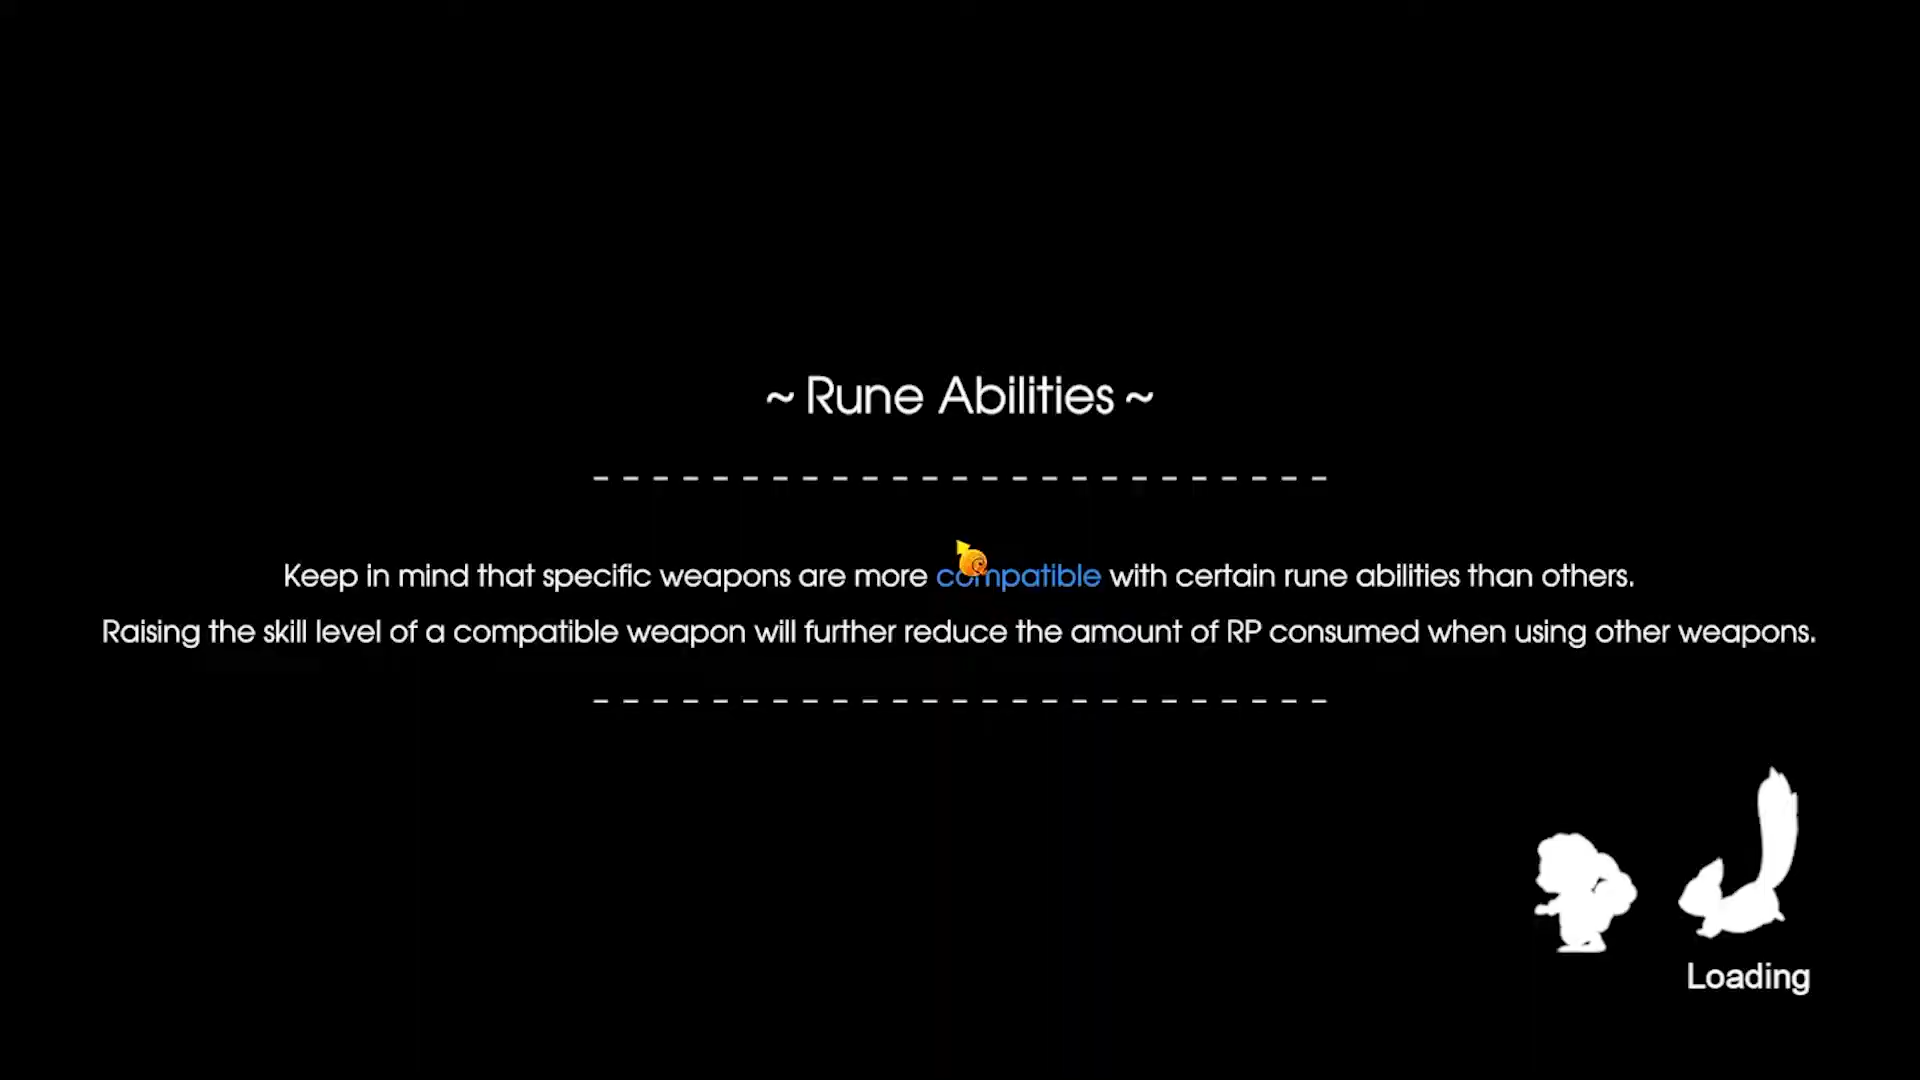 ~ Rune Abilities ~
- - - - - - - - - - - - - - - - - - - - - - - - -
Keep in mind that specific weapons are more compatible with certain rune abilities than others.
Raising the skill level of a compatible weapon will further reduce the amount of RP consumed when using other weapons.
- - - - - - - - - - - - - - - - - - - - - - - - -
Loading